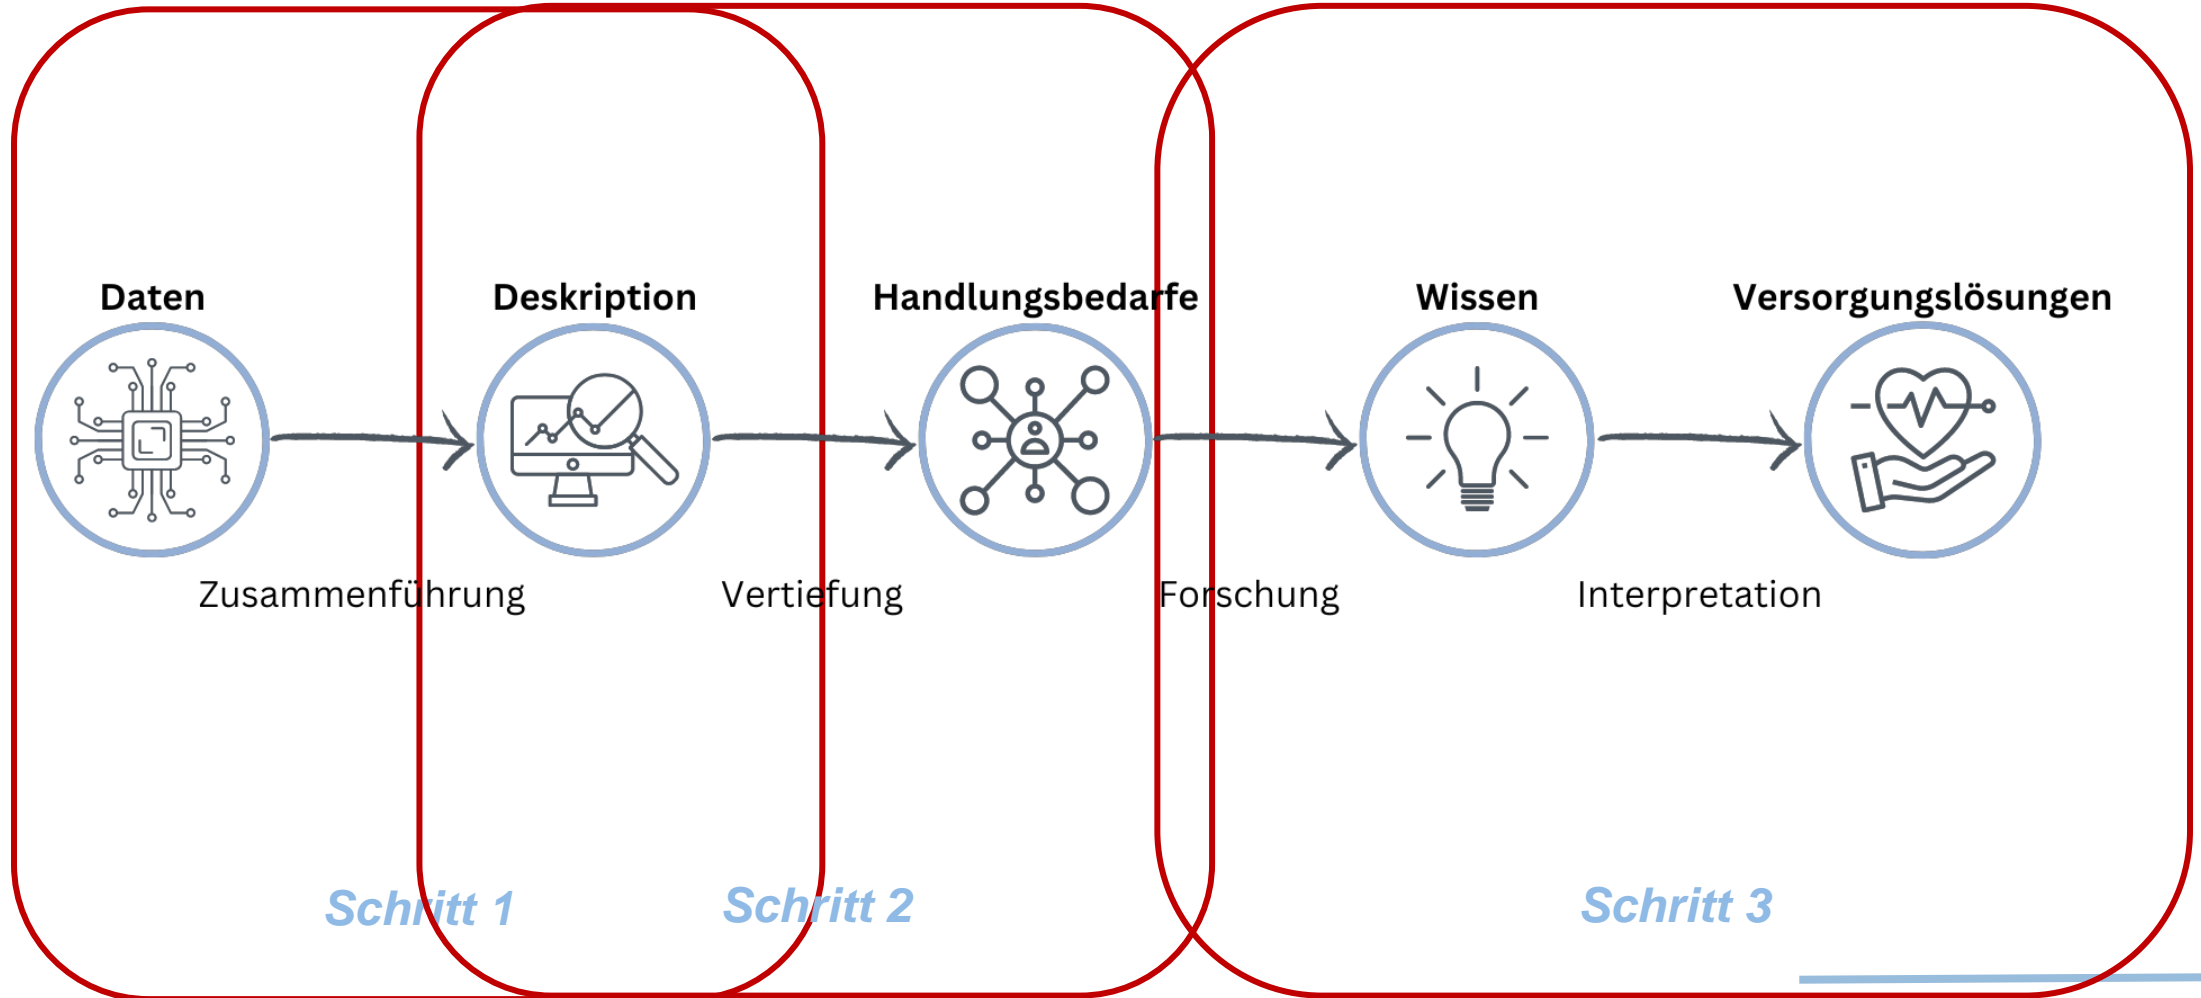 Daten
Deskription
Handlungsbedarfe
Wissen
Versorgungslösungen
Zusammenführung
Vertiefung
Forschung
Interpretation
Schritt 1
Schritt 2
Schritt 3